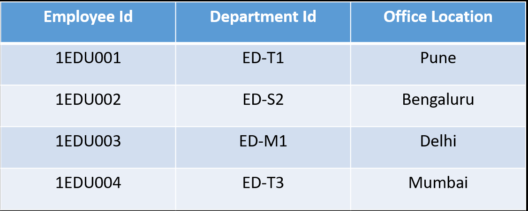 Employee Id Department Id Office Location
1EDU001 ED-T1 Pune
1EDU002 ED-S2 Bengaluru
1EDU003 ED-M1 Delhi
1EDU004 ED-T3 Mumbai